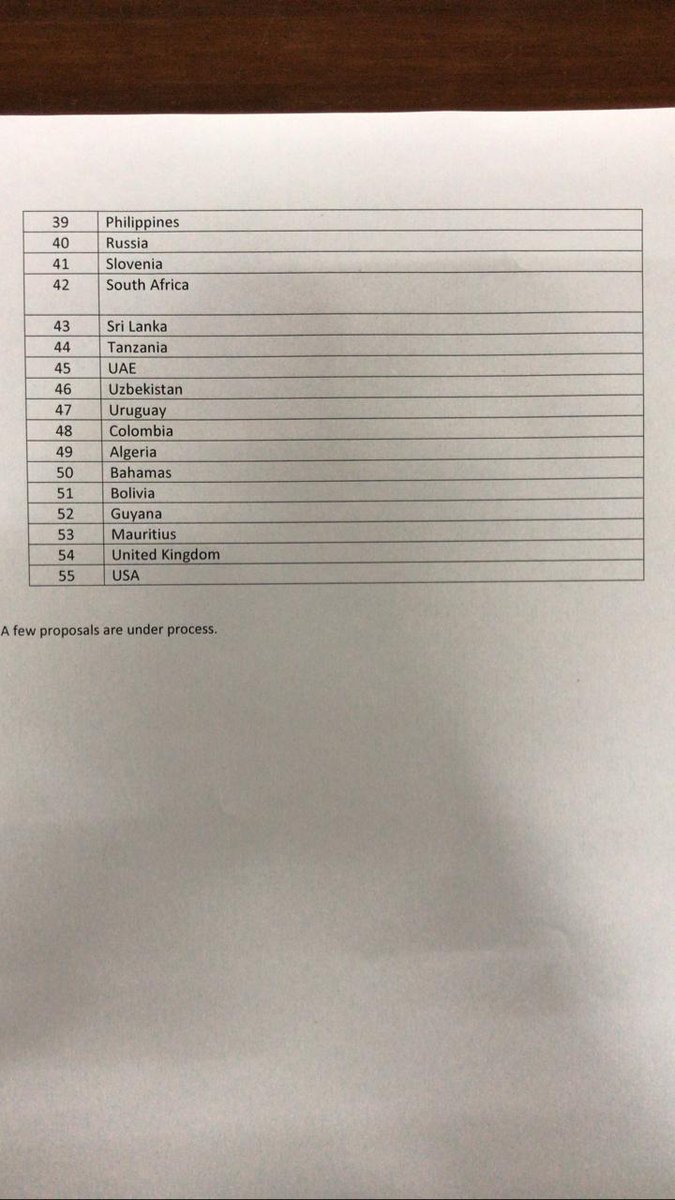 39 Philippines
40 Russia
41 Slovenia
42 South Africa
43 Sri Lanka
44 Tanzania
45 UAE
46 Uzbekistan
47 Uruguay
48 Colombia
49 Algeria
50 Bahamas
51 Bolivia
52 Guyana
53 Mauritius
54 United Kingdom
55 USA
A few proposals are under process.